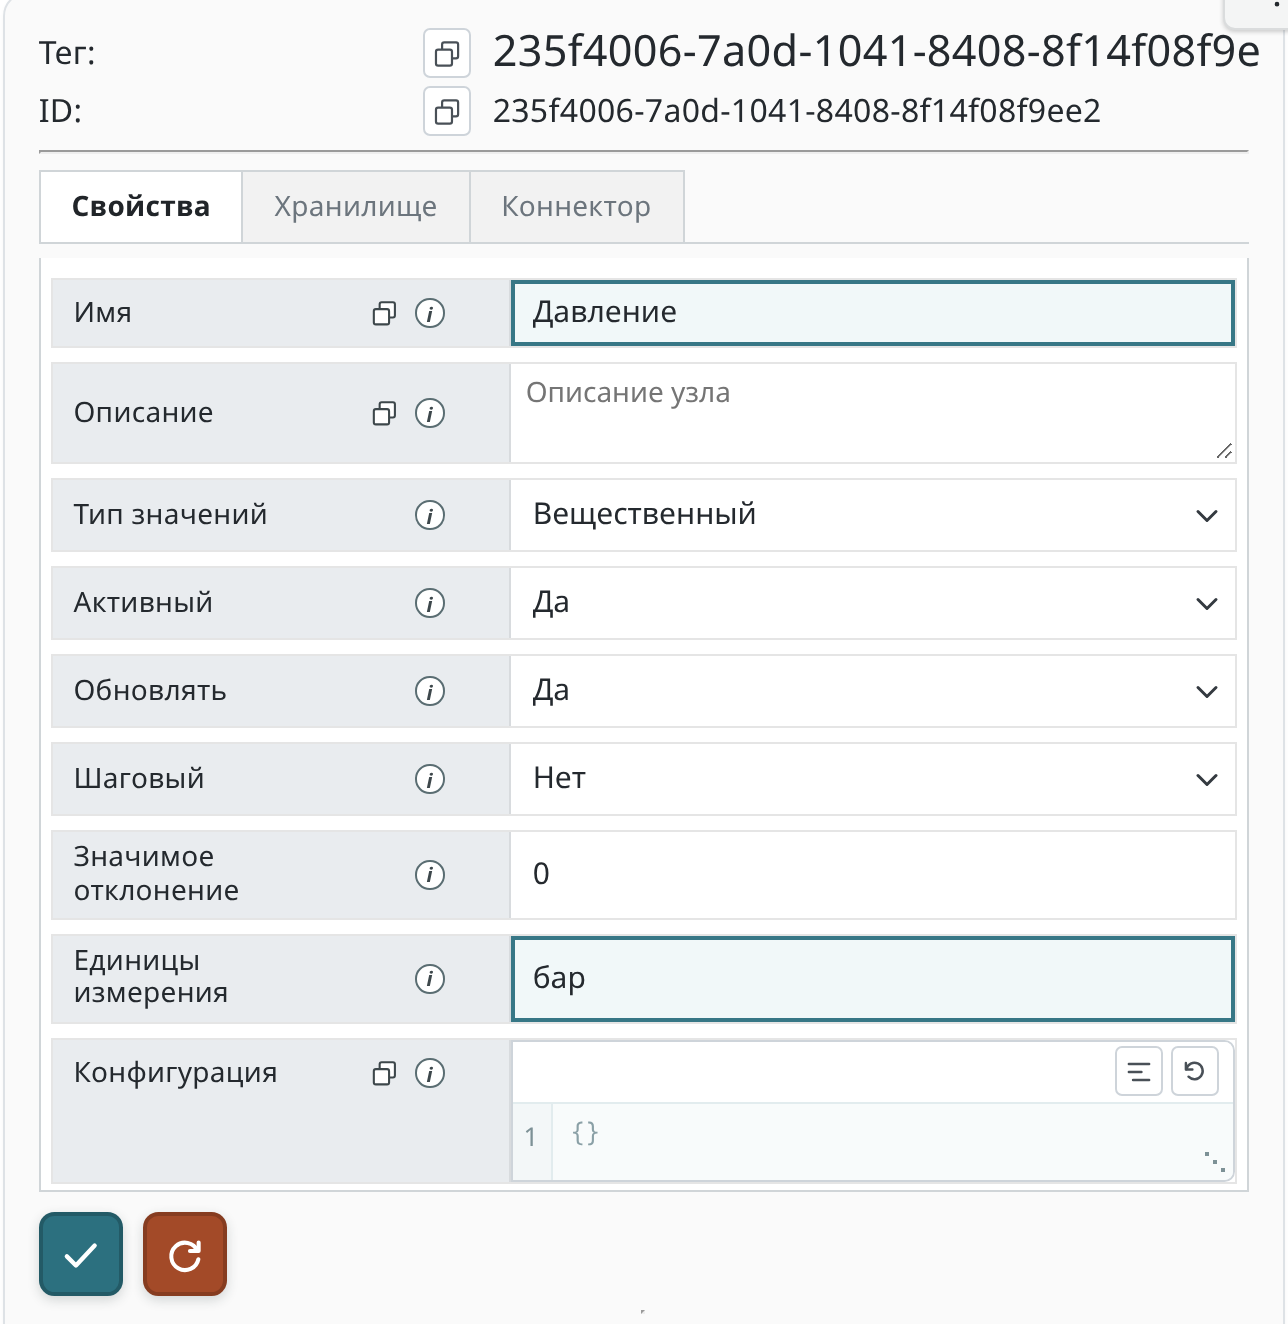 Тег: 235f4006-7a0d-1041-8408-8f14f08f9e
ID: 235f4006-7a0d-1041-8408-8f14f08f9ee2
Свойства Хранилище Коннектор
Имя Давление
Описание Описание узла
Тип значений Вещественный
Активный Да
Обновлять Да
Шаговый Нет
Значимое
отклонение 0
Единицы
измерения бар
Конфигурация
1 {}